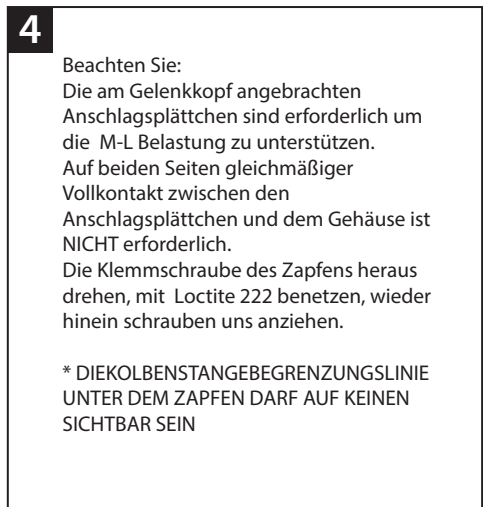 4
Beachten Sie:
Die am Gelenkkopf angebrachten
Anschlagsplättchen sind erforderlich um
die  M-L Belastung zu unterstützen.
Auf beiden Seiten gleichmäßiger
Vollkontakt zwischen den
Anschlagsplättchen und dem Gehäuse ist
NICHT erforderlich.
Die Klemmschraube des Zapfens heraus
drehen, mit  Loctite 222 benetzen, wieder
hinein schrauben uns anziehen.
* DIEKOLBENSTANGEBEGRENZUNGSLINIE
UNTER DEM ZAPFEN DARF AUF KEINEN
SICHTBAR SEIN